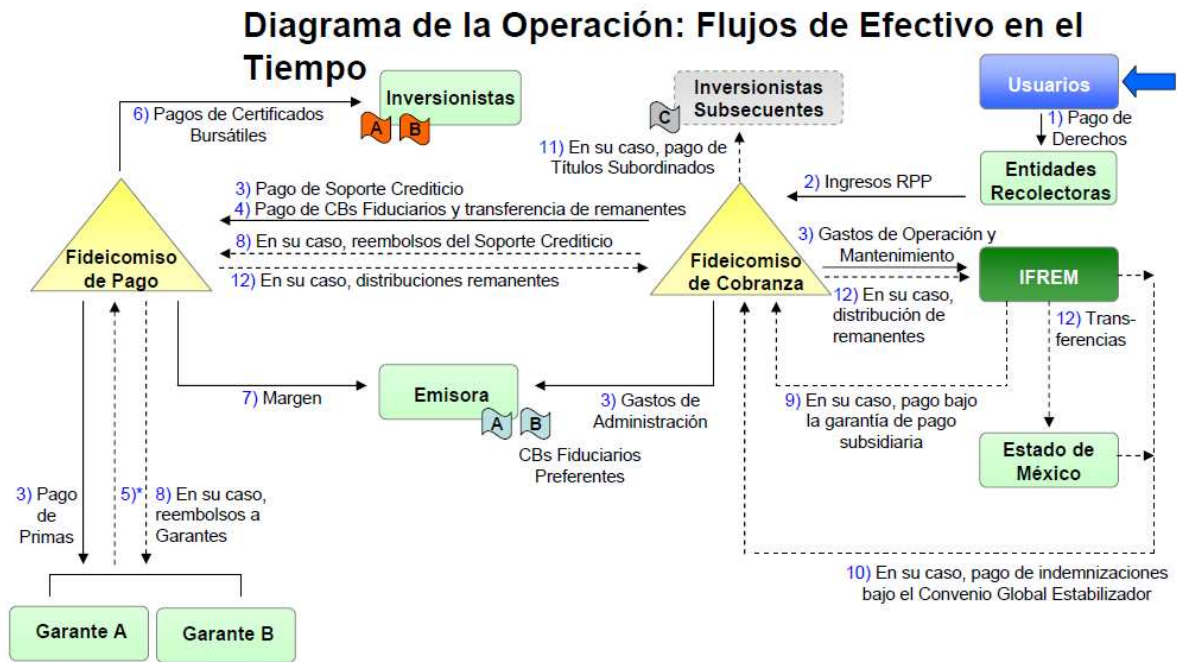 Diagrama de la Operación: Flujos de Efectivo en el
Tiempo
Inversionistas
A
B
6) Pagos de Certificados
Bursátiles
Inversionistas
Subsecuentes
C
Usuarios
1) Pago de
Derechos
11) En su caso, pago de
Títulos Subordinados
Entidades
Recolectoras
2) Ingresos RPP
3) Pago de Soporte Crediticio
4) Pago de CBs Fiduciarios y transferencia de remanentes
8) En su caso, reembolsos del Soporte Crediticio
12) En su caso, distribuciones remanentes
Fideicomiso
de Pago
Fideicomiso
de Cobranza
3) Gastos de Operación y
Mantenimiento
IFREM
12) En su caso,
distribución de
remanentes
12) Trans-
ferencias
7) Margen
Emisora
A
B
CBs Fiduciarios
Preferentes
3) Gastos de
Administración
9) En su caso, pago bajo
la garantía de pago
subsidiaria
Estado de
México
3) Pago
de
Primas
5)*
8) En su caso,
reembolsos a
Garantes
10) En su caso, pago de indemnizaciones
bajo el Convenio Global Estabilizador
Garante A
Garante B